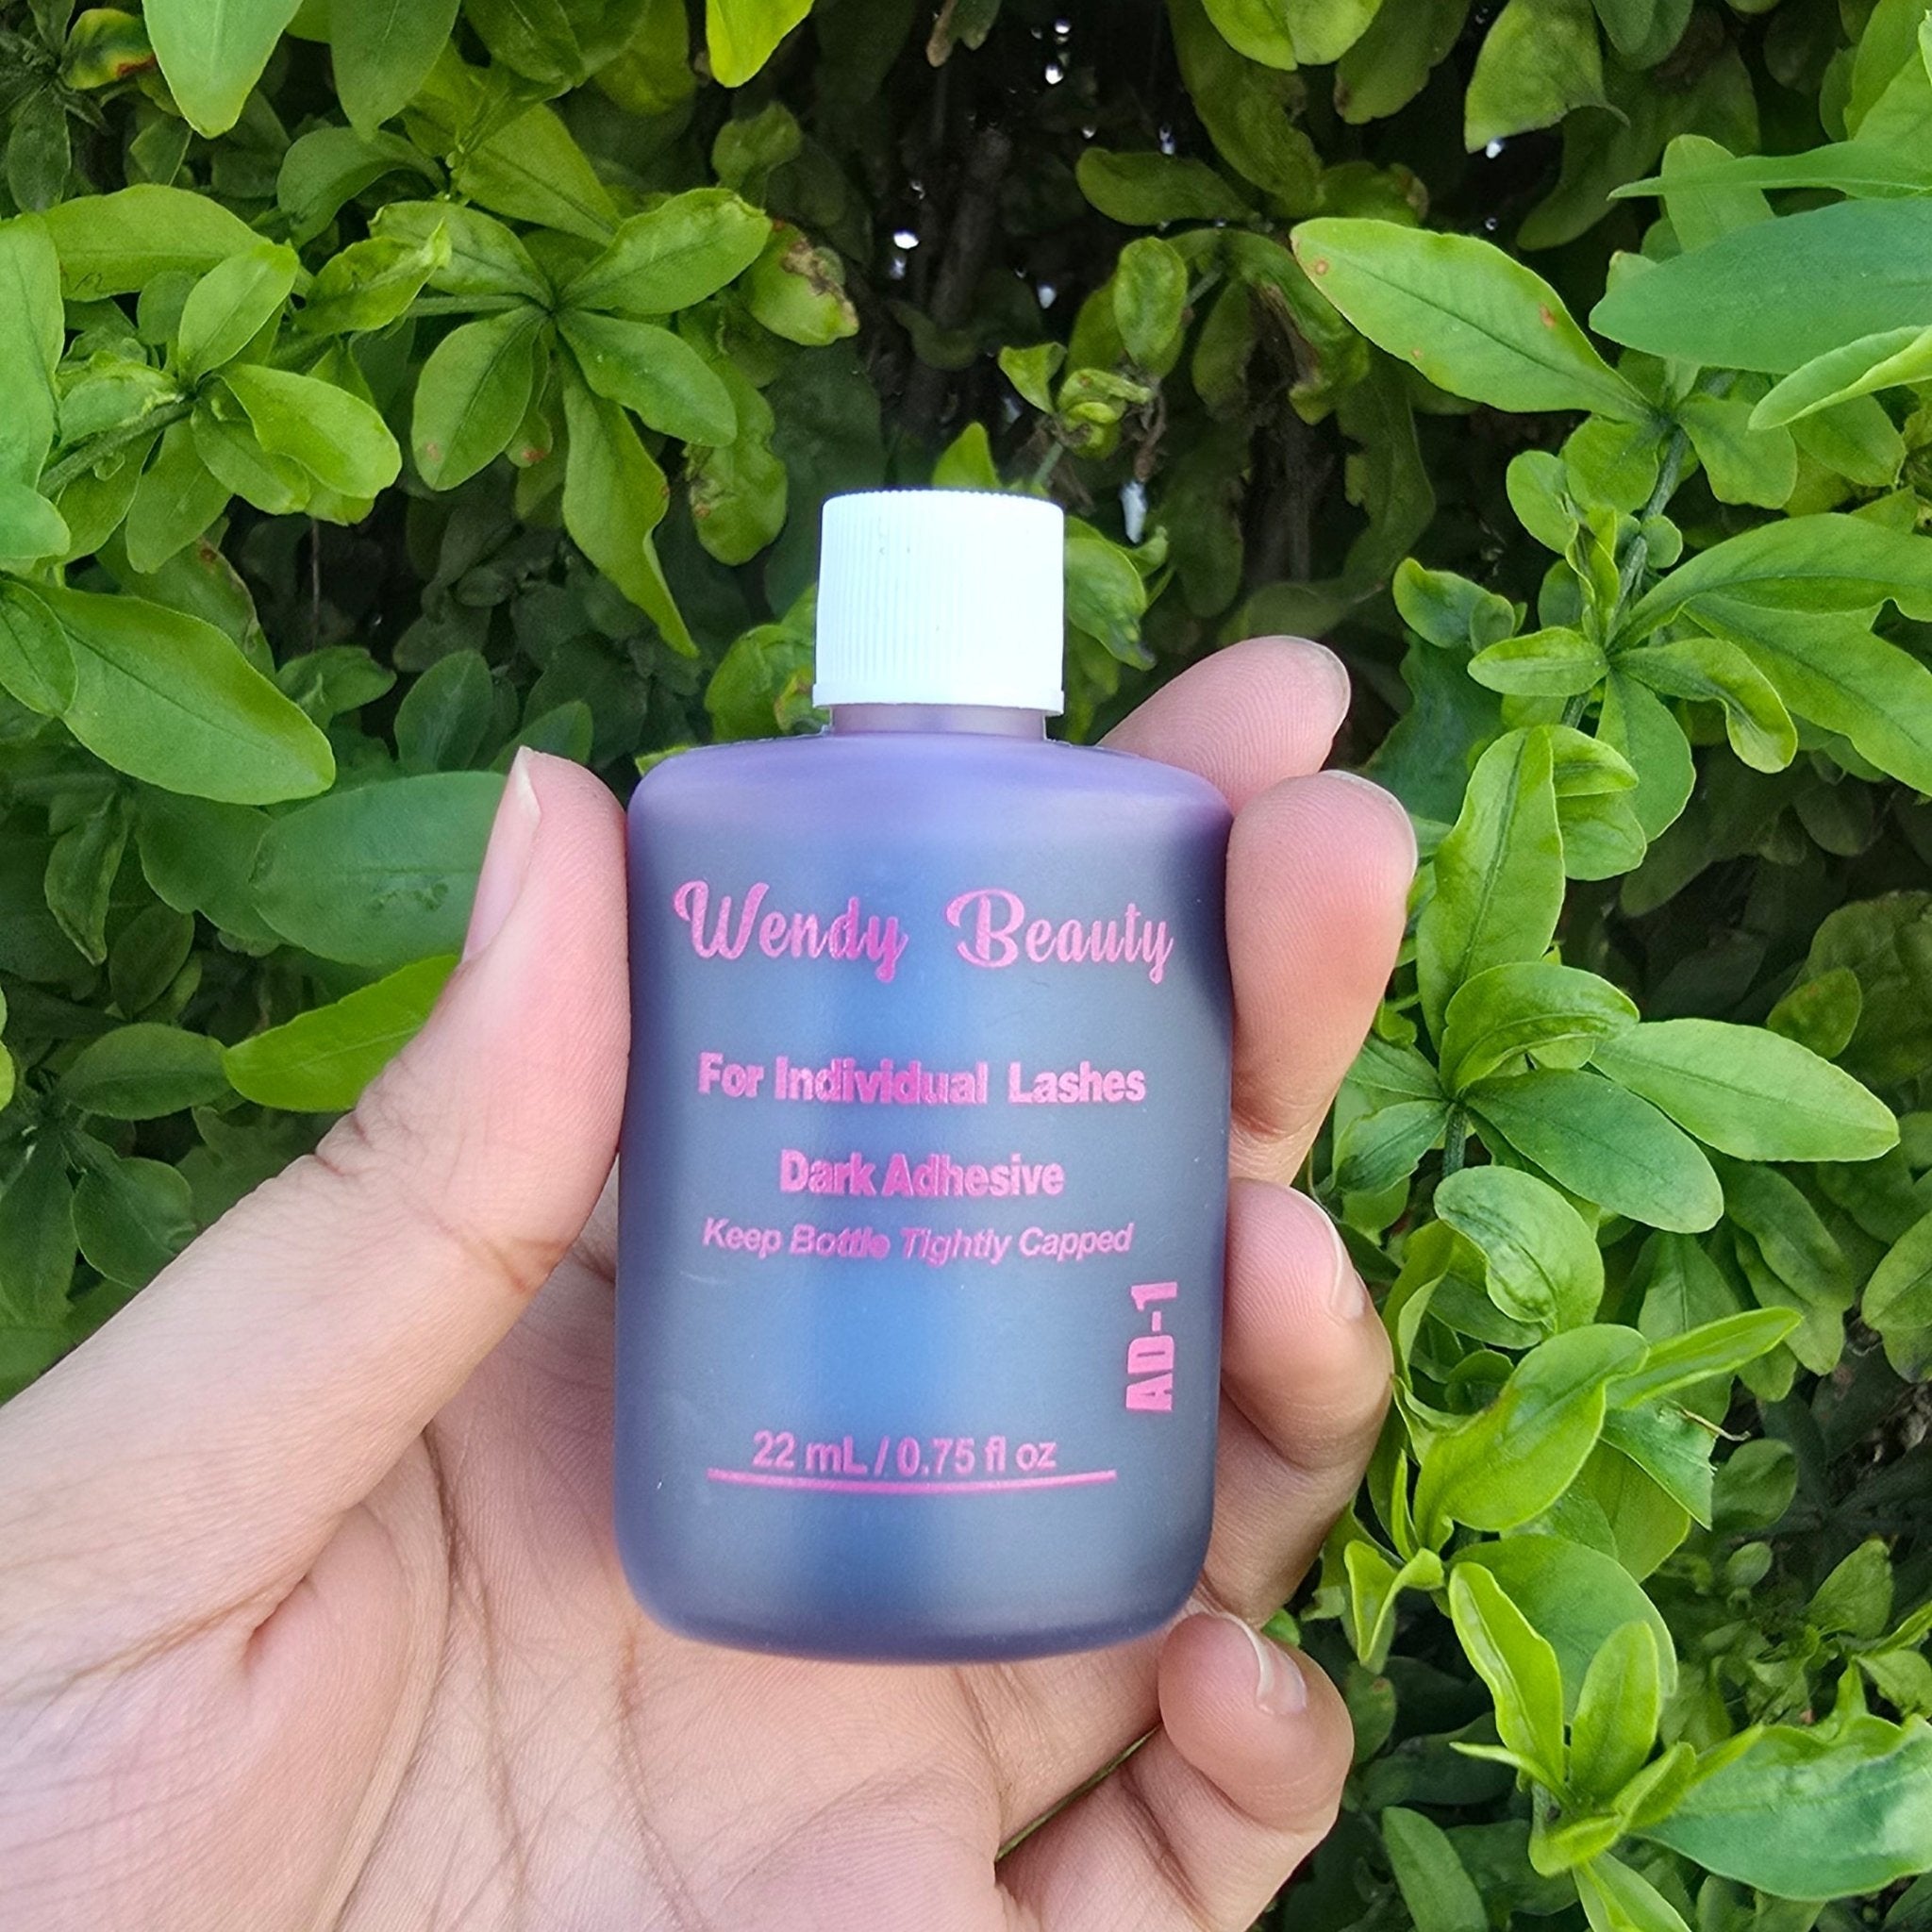 Wendy Beauty
For Individual Lashes
Dark Adhesive
Keep Bottle Tightly Capped
AD-1
22 mL / 0.75 fl oz